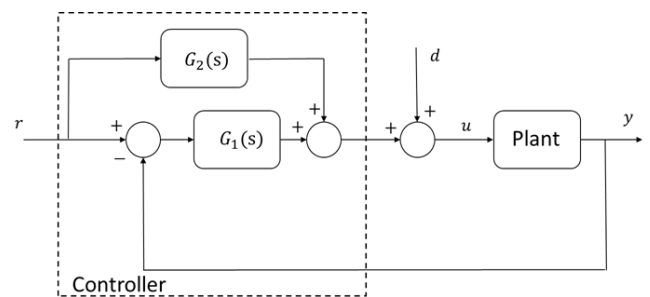 G₂(s)
d
r
+
+
+
+
y
+
G₁(s)
+
u
Plant
−
Controller